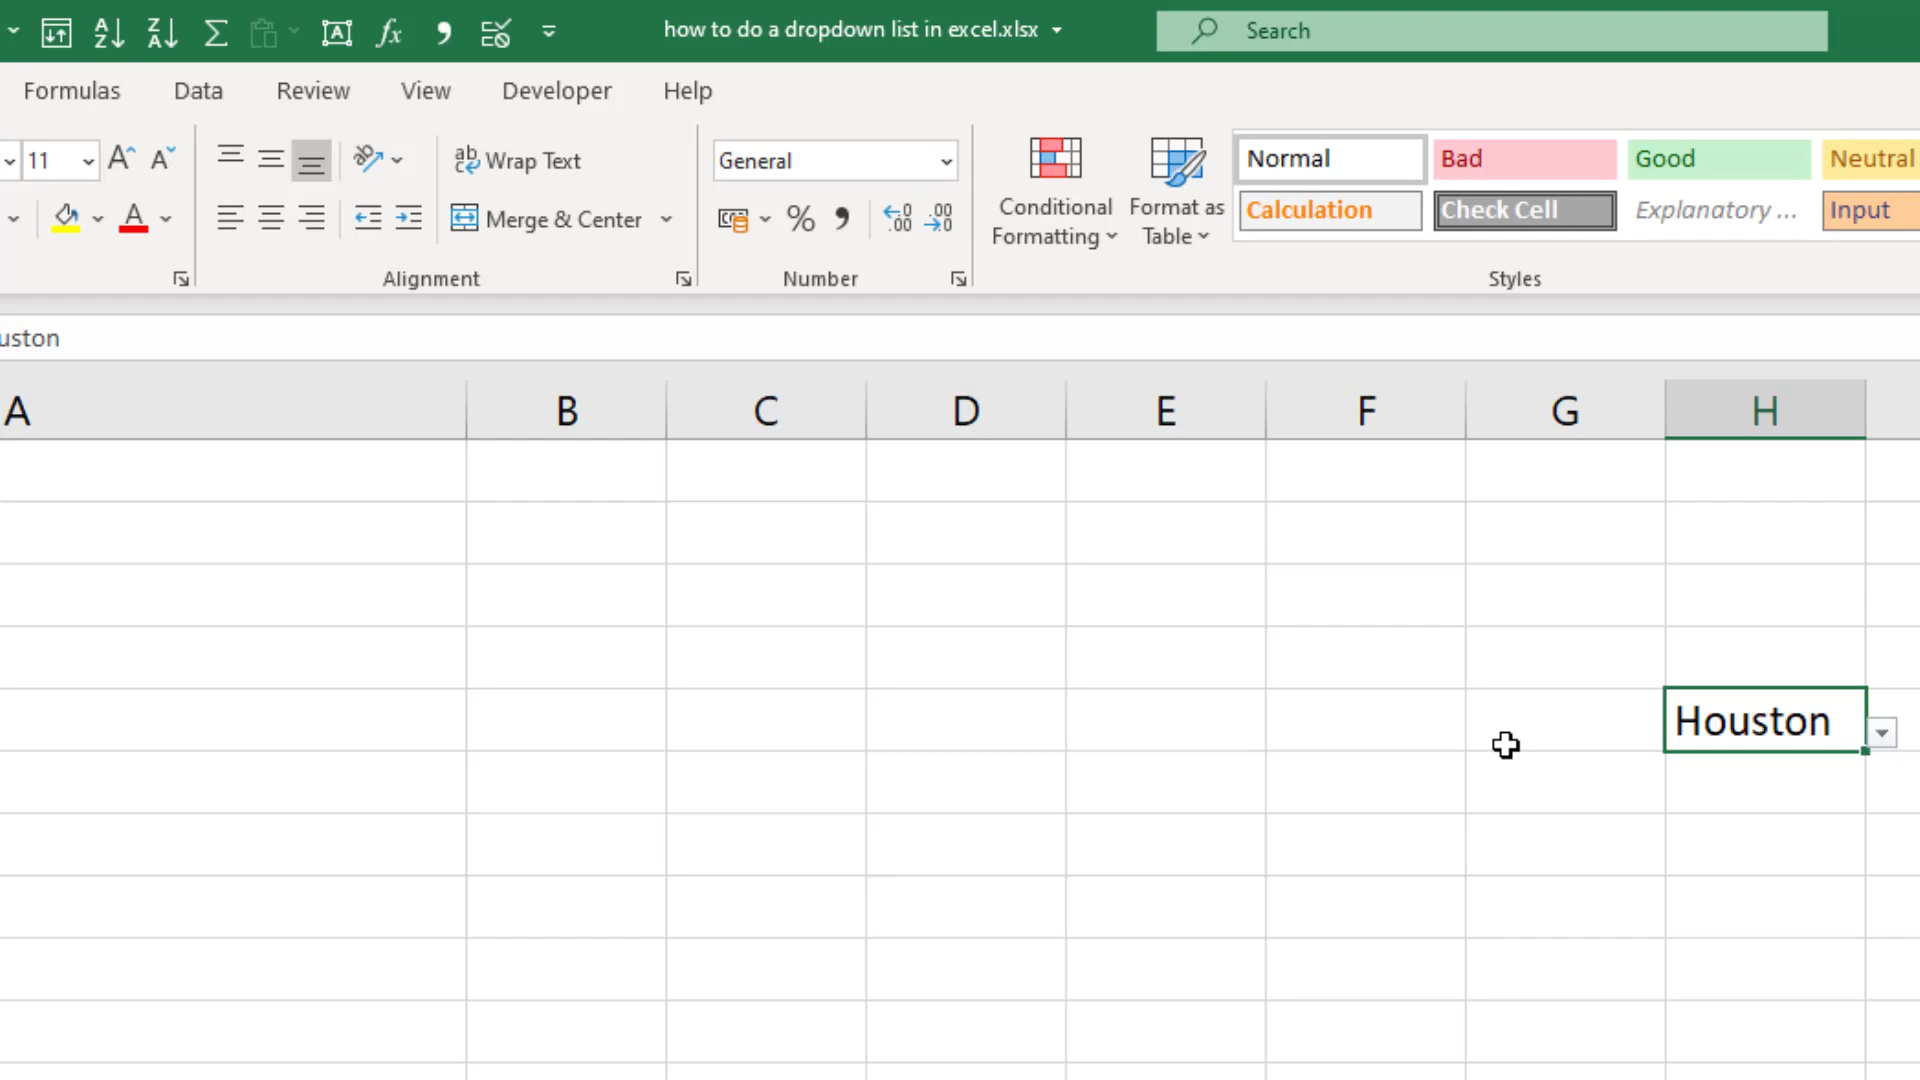 how to do a dropdown list in excel.xlsx
Search
Formulas Data Review View Developer Help
11
Wrap Text
General
Normal Bad Good Neutral
Merge & Center
Conditional Formatting
Format as Table
Calculation Check Cell Explanatory ... Input
Alignment Number Styles
uston
A B C D E F G H
Houston